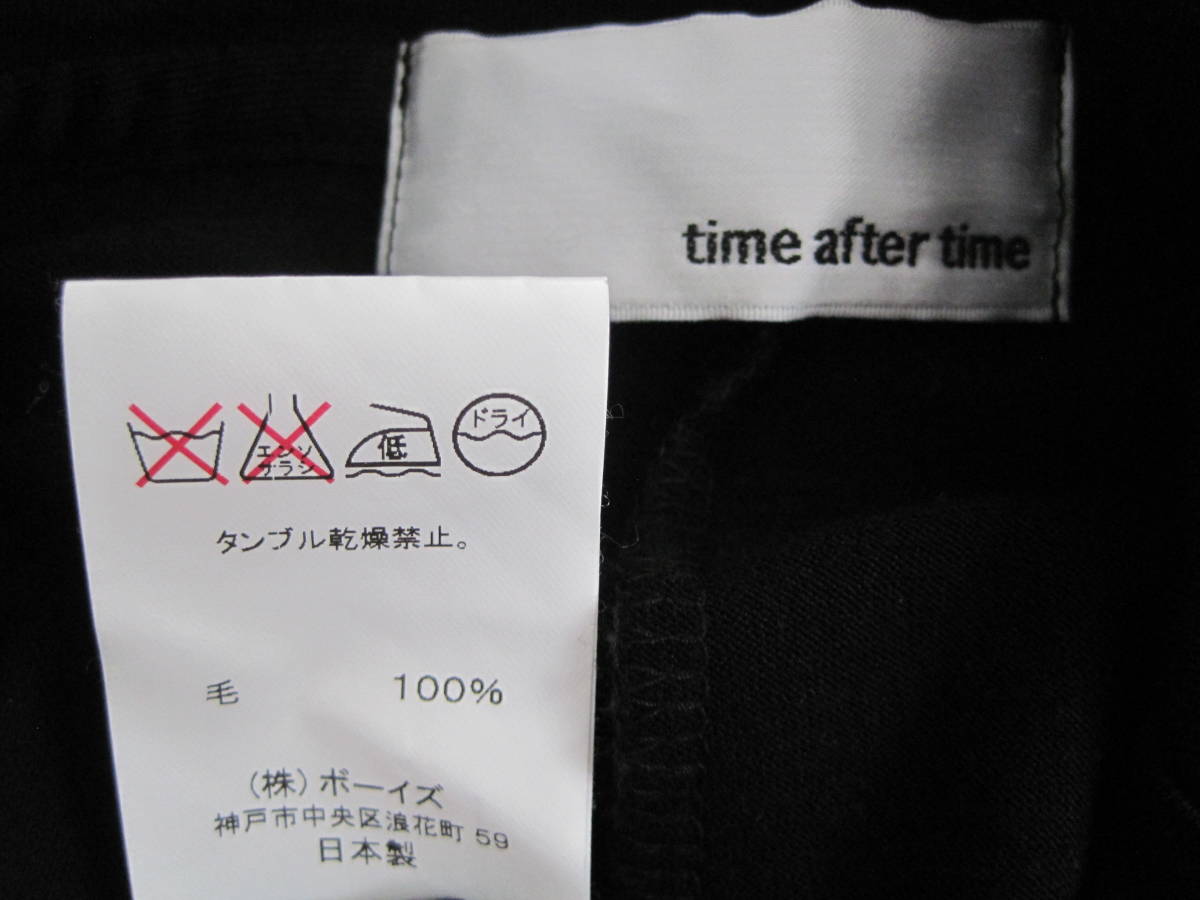 time after time
エンソ
サラシ
低
ドライ
タンブル乾燥禁止。
毛 100%
(株)ボーイズ
神戸市中央区浪花町 59
日本製